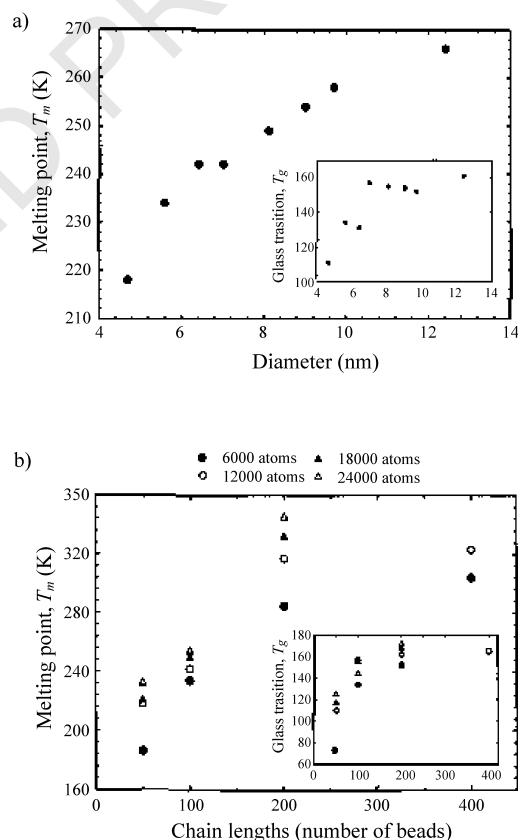 a)
270
260
250
240
230
220
210
Melting point, Tm (K)
4 6 8 10 12 14
Diameter (nm)
160
140
120
100
Glass trasition, Tg
4 6 8 10 12 14
b)
6000 atoms 18000 atoms
12000 atoms 24000 atoms
350
320
280
240
200
160
Melting point, Tm (K)
0 100 200 300 400
Chain lengths (number of beads)
180
160
140
120
100
80
60
Glass trasition, Tg
0 100 200 300 400